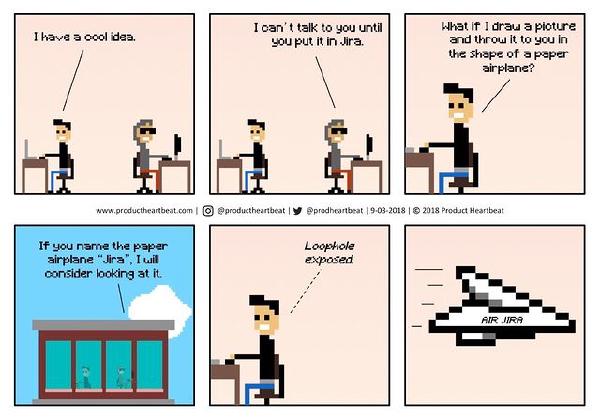 I have a cool idea.
I can't talk to you until
you put it in Jira.
What if I draw a picture
and throw it to you in
the shape of a paper
airplane?
www.productheartbeat.com | @productheartbeat | @prodheartbeat | 9-03-2018 | © 2018 Product Heartbeat
If you name the paper
airplane "Jira", I will
consider looking at it.
Loophole
exposed.
AIR JIRA